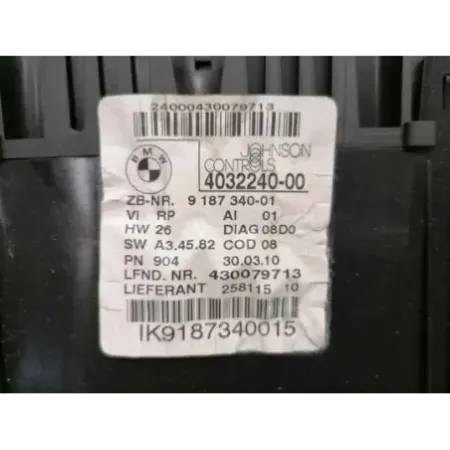 24000430079713
BMW
JOHNSON
CONTROLS
4032240-00
ZB-NR. 9 187 340-01
VI RP AI 01
HW 26 DIAG 08D0
SW A3.45.82 COD 08
PN 904 30.03.10
LFND. NR. 430079713
LIEFERANT 258115 10
IK9187340015